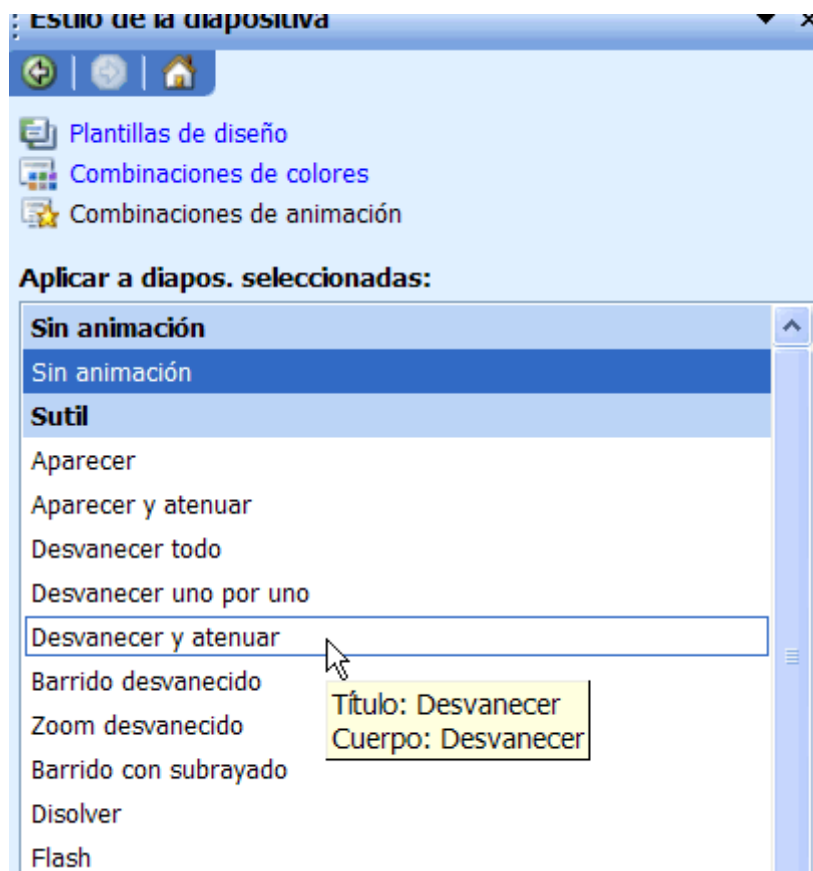 Estilo de la diapositiva
Plantillas de diseño
Combinaciones de colores
Combinaciones de animación
Aplicar a diapos. seleccionadas:
Sin animación
Sin animación
Sutil
Aparecer
Aparecer y atenuar
Desvanecer todo
Desvanecer uno por uno
Desvanecer y atenuar
Barrido desvanecido
Título: Desvanecer
Zoom desvanecido
Cuerpo: Desvanecer
Barrido con subrayado
Disolver
Flash